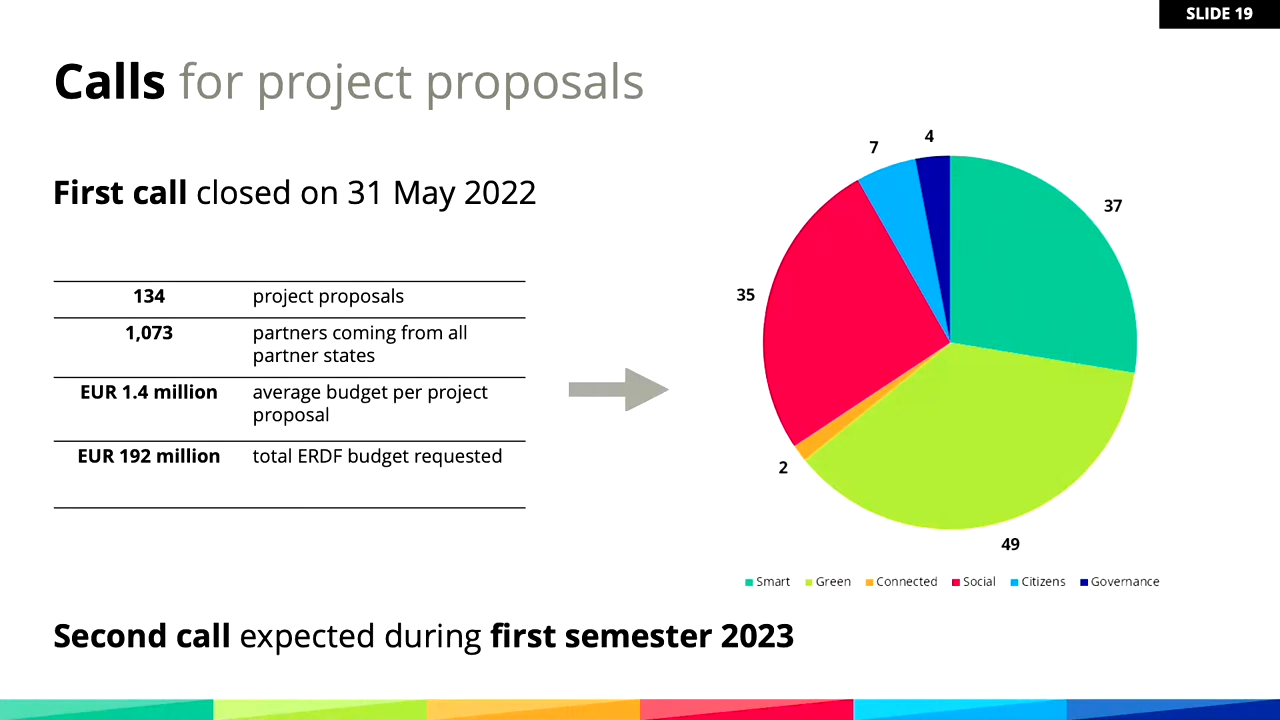 SLIDE 19
Calls for project proposals
First call closed on 31 May 2022
134 project proposals
1,073 partners coming from all
partner states
EUR 1.4 million average budget per project
proposal
EUR 192 million total ERDF budget requested
4
7
37
35
2
49
Smart Green Connected Social Citizens Governance
Second call expected during first semester 2023